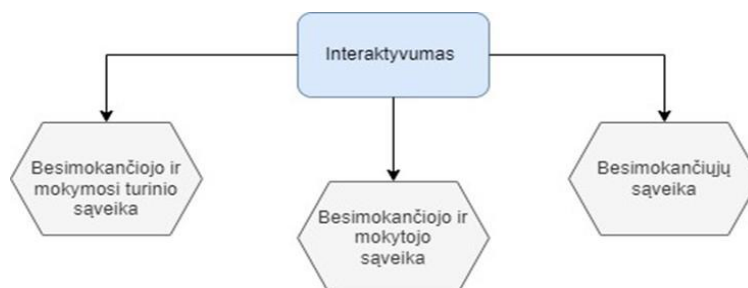 Interaktyvumas
Besimokančiojo ir
mokymosi turinio
sąveika
Besimokančiojo ir
mokytojo
sąveika
Besimokančiųjų
sąveika